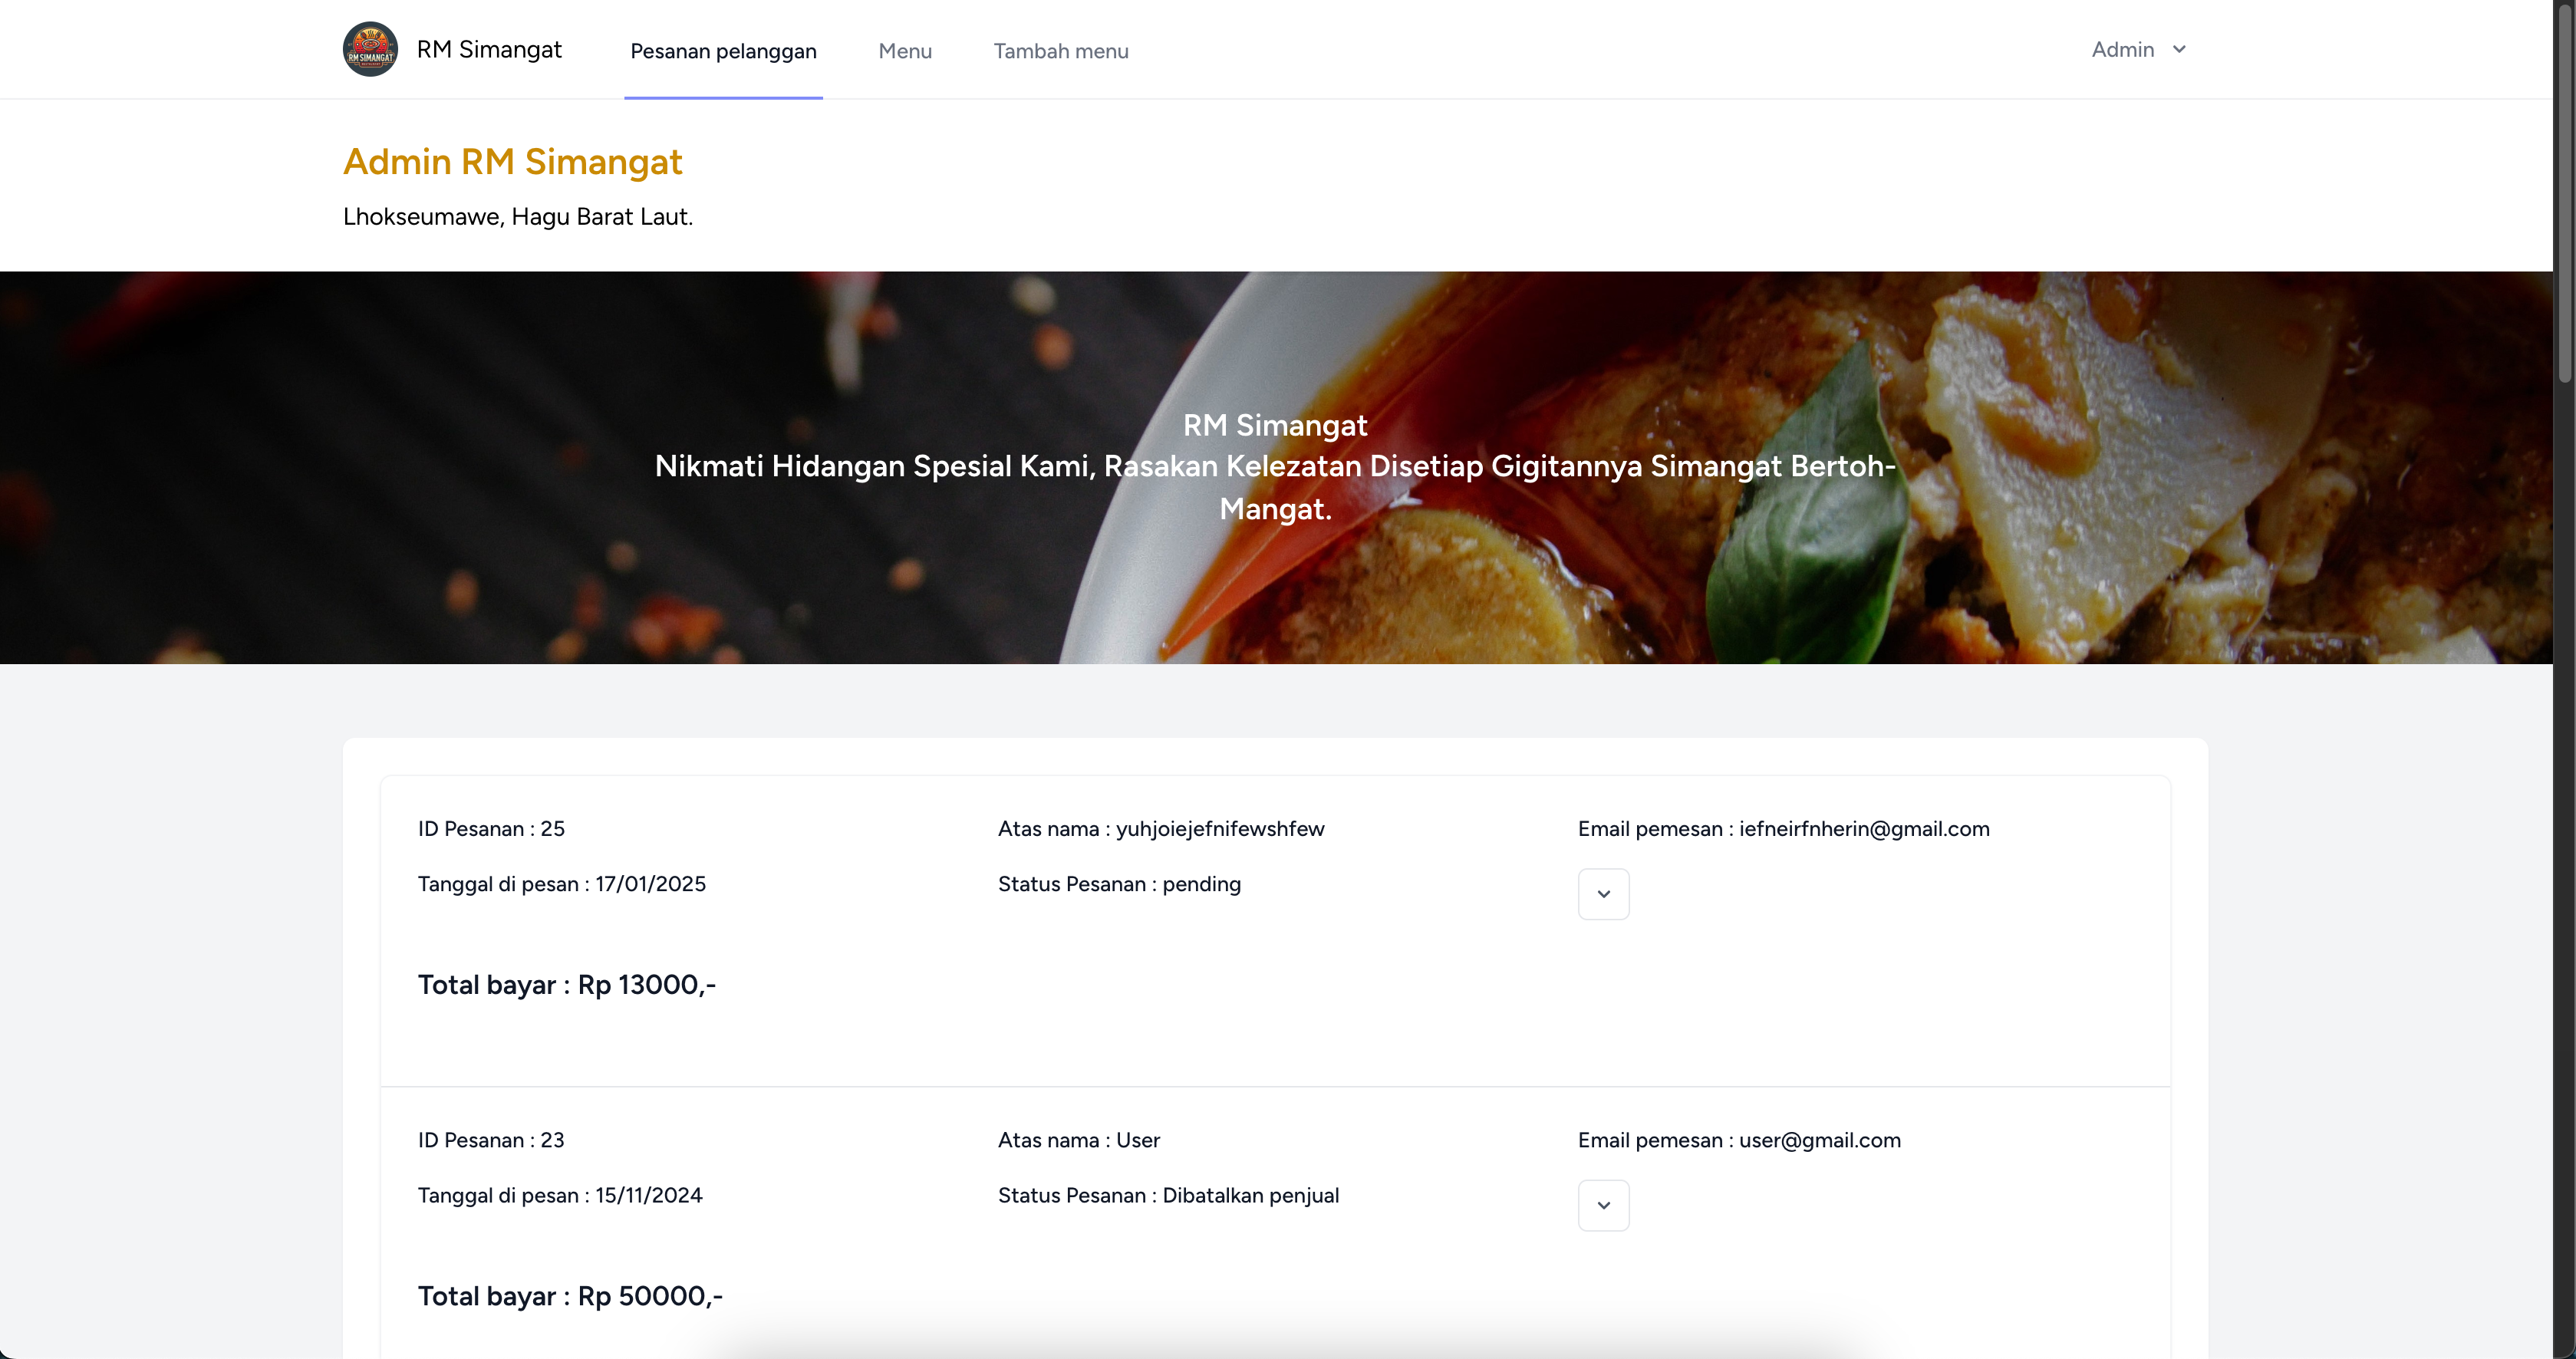 RM SIMANGAT
RM Simangat
Pesanan pelanggan
Menu
Tambah menu
Admin
Admin RM Simangat
Lhokseumawe, Hagu Barat Laut.
RM Simangat
Nikmati Hidangan Spesial Kami, Rasakan Kelezatan Disetiap Gigitannya Simangat Bertoh-
Mangat.
ID Pesanan : 25
Atas nama : yuhjoiejefnifewshfew
Email pemesan : iefneirfnherin@gmail.com
Tanggal di pesan : 17/01/2025
Status Pesanan : pending
Total bayar : Rp 13000,-
ID Pesanan : 23
Atas nama : User
Email pemesan : user@gmail.com
Tanggal di pesan : 15/11/2024
Status Pesanan : Dibatalkan penjual
Total bayar : Rp 50000,-